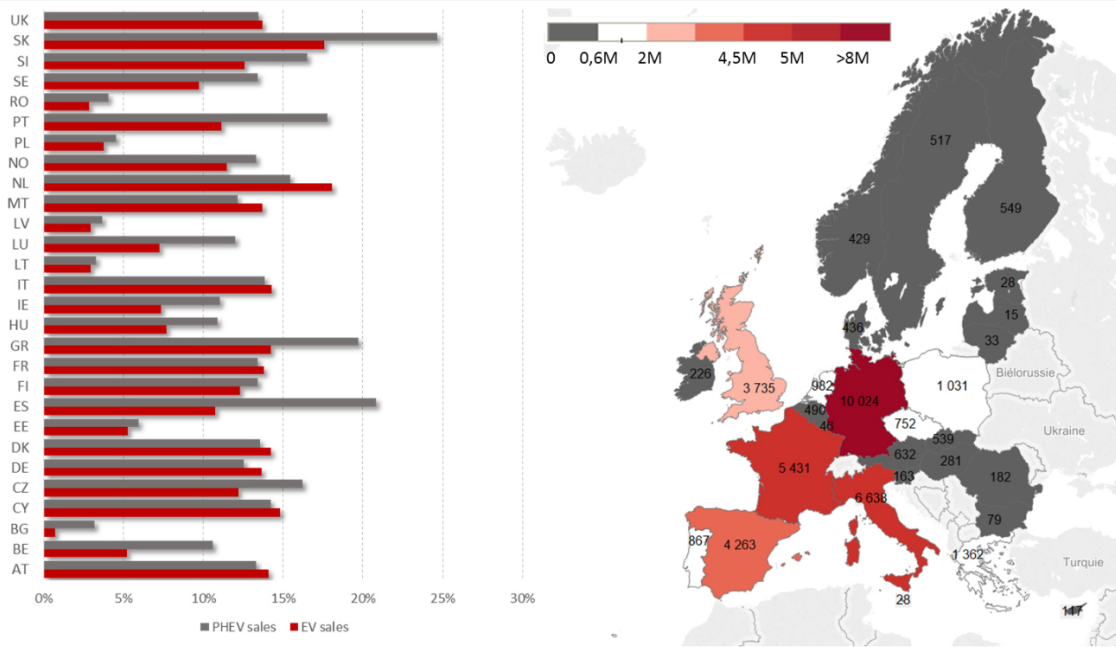 UK
SK
SI
SE
RO
PT
PL
NO
NL
MT
LV
LU
LT
IT
IE
HU
GR
FR
FI
ES
EE
DK
DE
CZ
CY
BG
BE
AT
0% 5% 10% 15% 20% 25% 30%
PHEV sales EV sales
0 0,6M 2M 4,5M 5M >8M
517
549
429
28
15
436
33
226
Biélorussie
3 735
982
1 031
10 024
490
46
752
Ukraine
539
632
281
5 431
163
182
6 638
79
867
4 263
1 362
Turquie
28
117